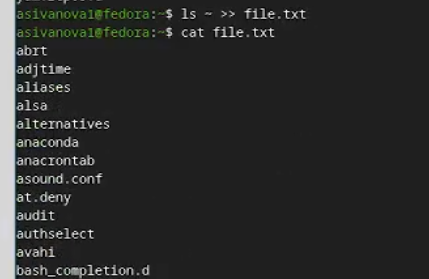 asivanova1@fedora:~$ ls ~ >> file.txt
asivanova1@fedora:~$ cat file.txt
abrt
adjtime
aliases
alsa
alternatives
anaconda
anacrontab
asound.conf
at.deny
audit
authselect
avahi
bash_completion.d